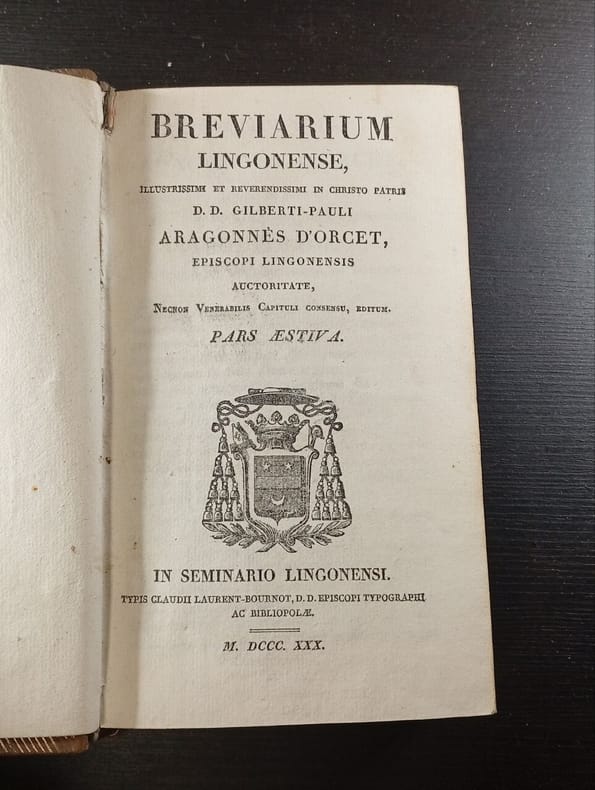 BREVIARIUM
LINGONENSE,
ILLUSTRISSIMI ET REVERENDISSIMI IN CHRISTO PATRIS
D. D. GILBERTI-PAULI
ARAGONNÈS D'ORCET,
EPISCOPI LINGONENSIS
AUCTORITATE,
NECNON VENERABILIS CAPITULI CONSENSU, EDITUM.
PARS ÆSTIVA.
IN SEMINARIO LINGONENSI.
TYPIS CLAUDII LAURENT-BOURNOT, D. D. EPISCOPI TYPOGRAPHI
AC BIBLIOPOLÆ.
M. DCCC. XXX.